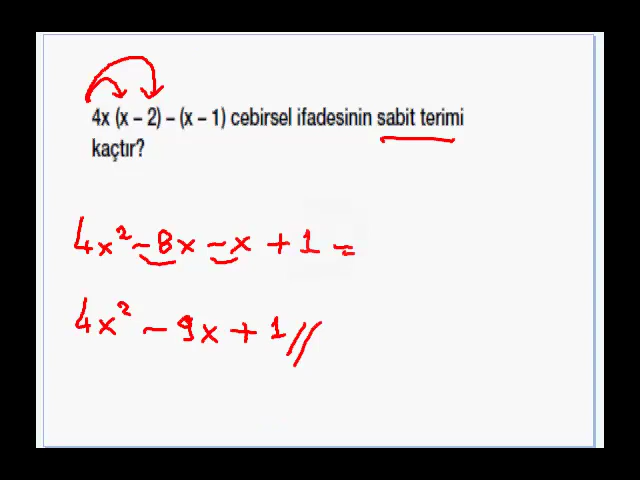 4x (x – 2) – (x – 1) cebirsel ifadesinin sabit terimi
kaçtır?
4x² – 8x – x + 1 =
4x² – 9x + 1 //